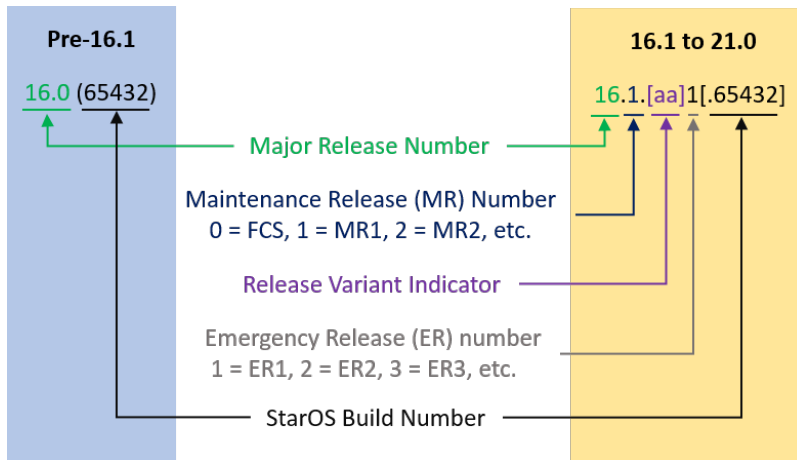 Pre-16.1
16.1 to 21.0
16.0 (65432)
16.1.[aa]1[.65432]
Major Release Number
Maintenance Release (MR) Number
0 = FCS, 1 = MR1, 2 = MR2, etc.
Release Variant Indicator
Emergency Release (ER) number
1 = ER1, 2 = ER2, 3 = ER3, etc.
StarOS Build Number